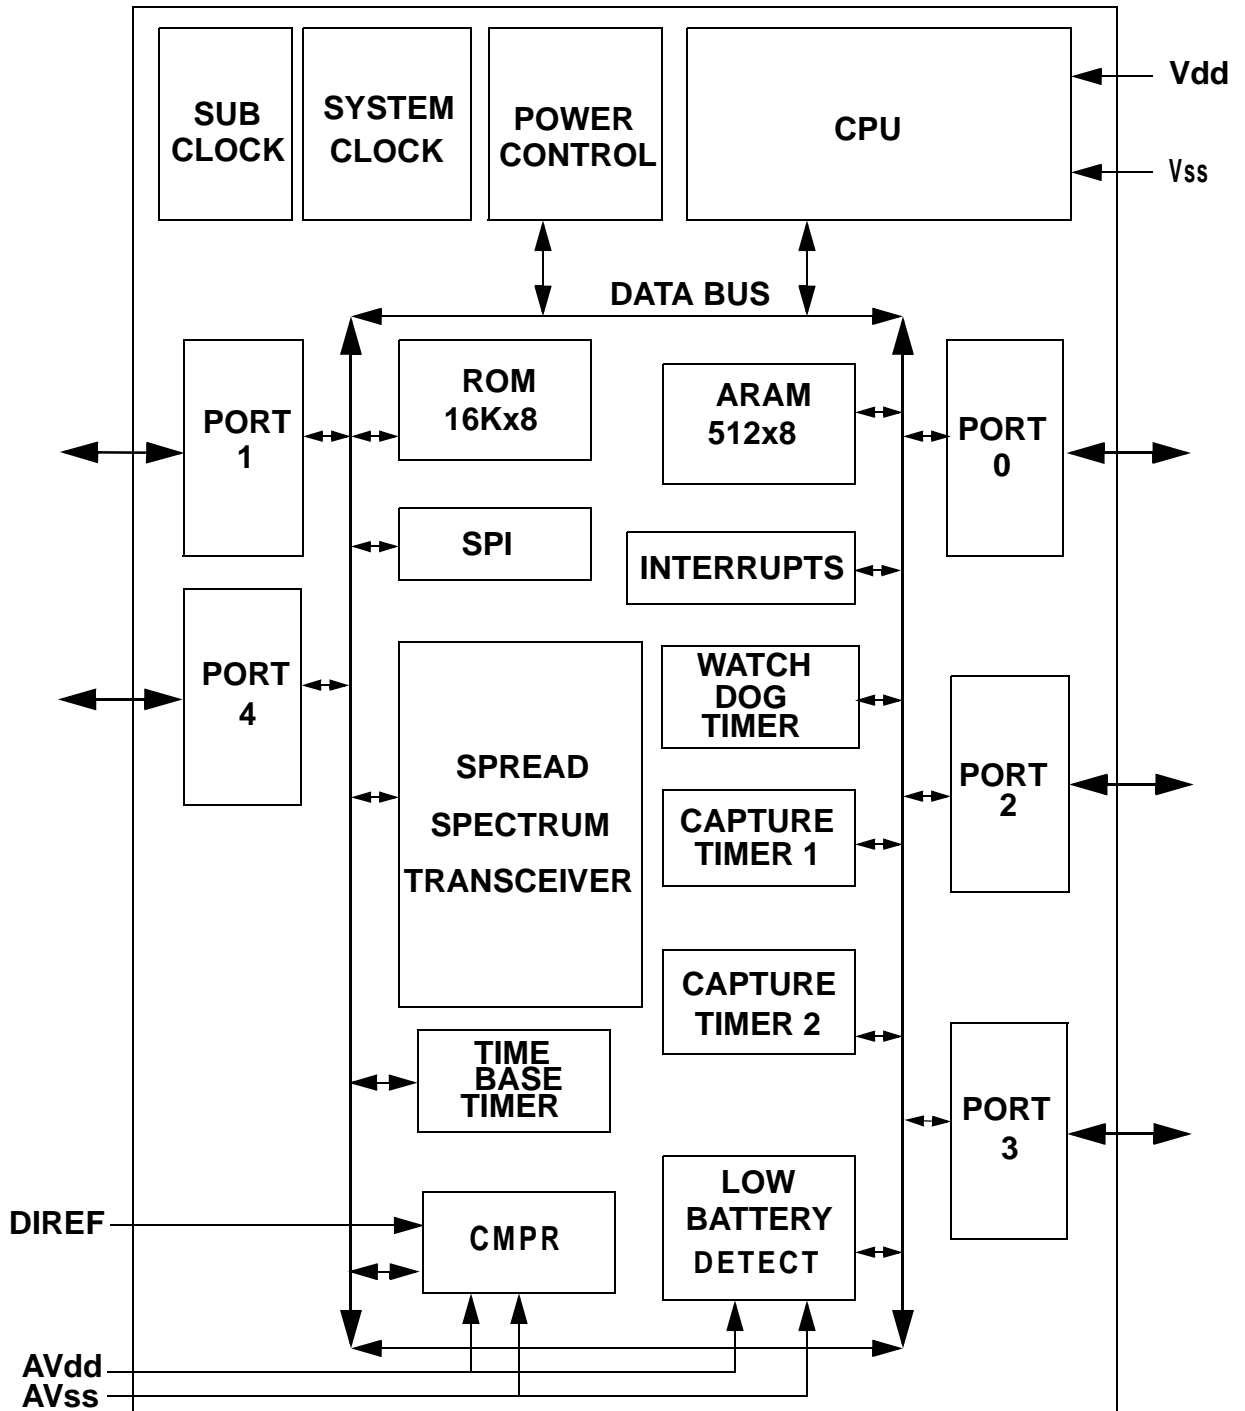 SUB
CLOCK
SYSTEM
CLOCK
POWER
CONTROL
CPU
Vdd
Vss
DATA BUS
PORT
1
ROM
16Kx8
ARAM
512x8
PORT
0
SPI
INTERRUPTS
PORT
4
SPREAD
SPECTRUM
TRANSCEIVER
WATCH
DOG
TIMER
PORT
2
CAPTURE
TIMER 1
CAPTURE
TIMER 2
TIME
BASE
TIMER
PORT
3
DIREF
CMPR
LOW
BATTERY
DETECT
AVdd
AVss